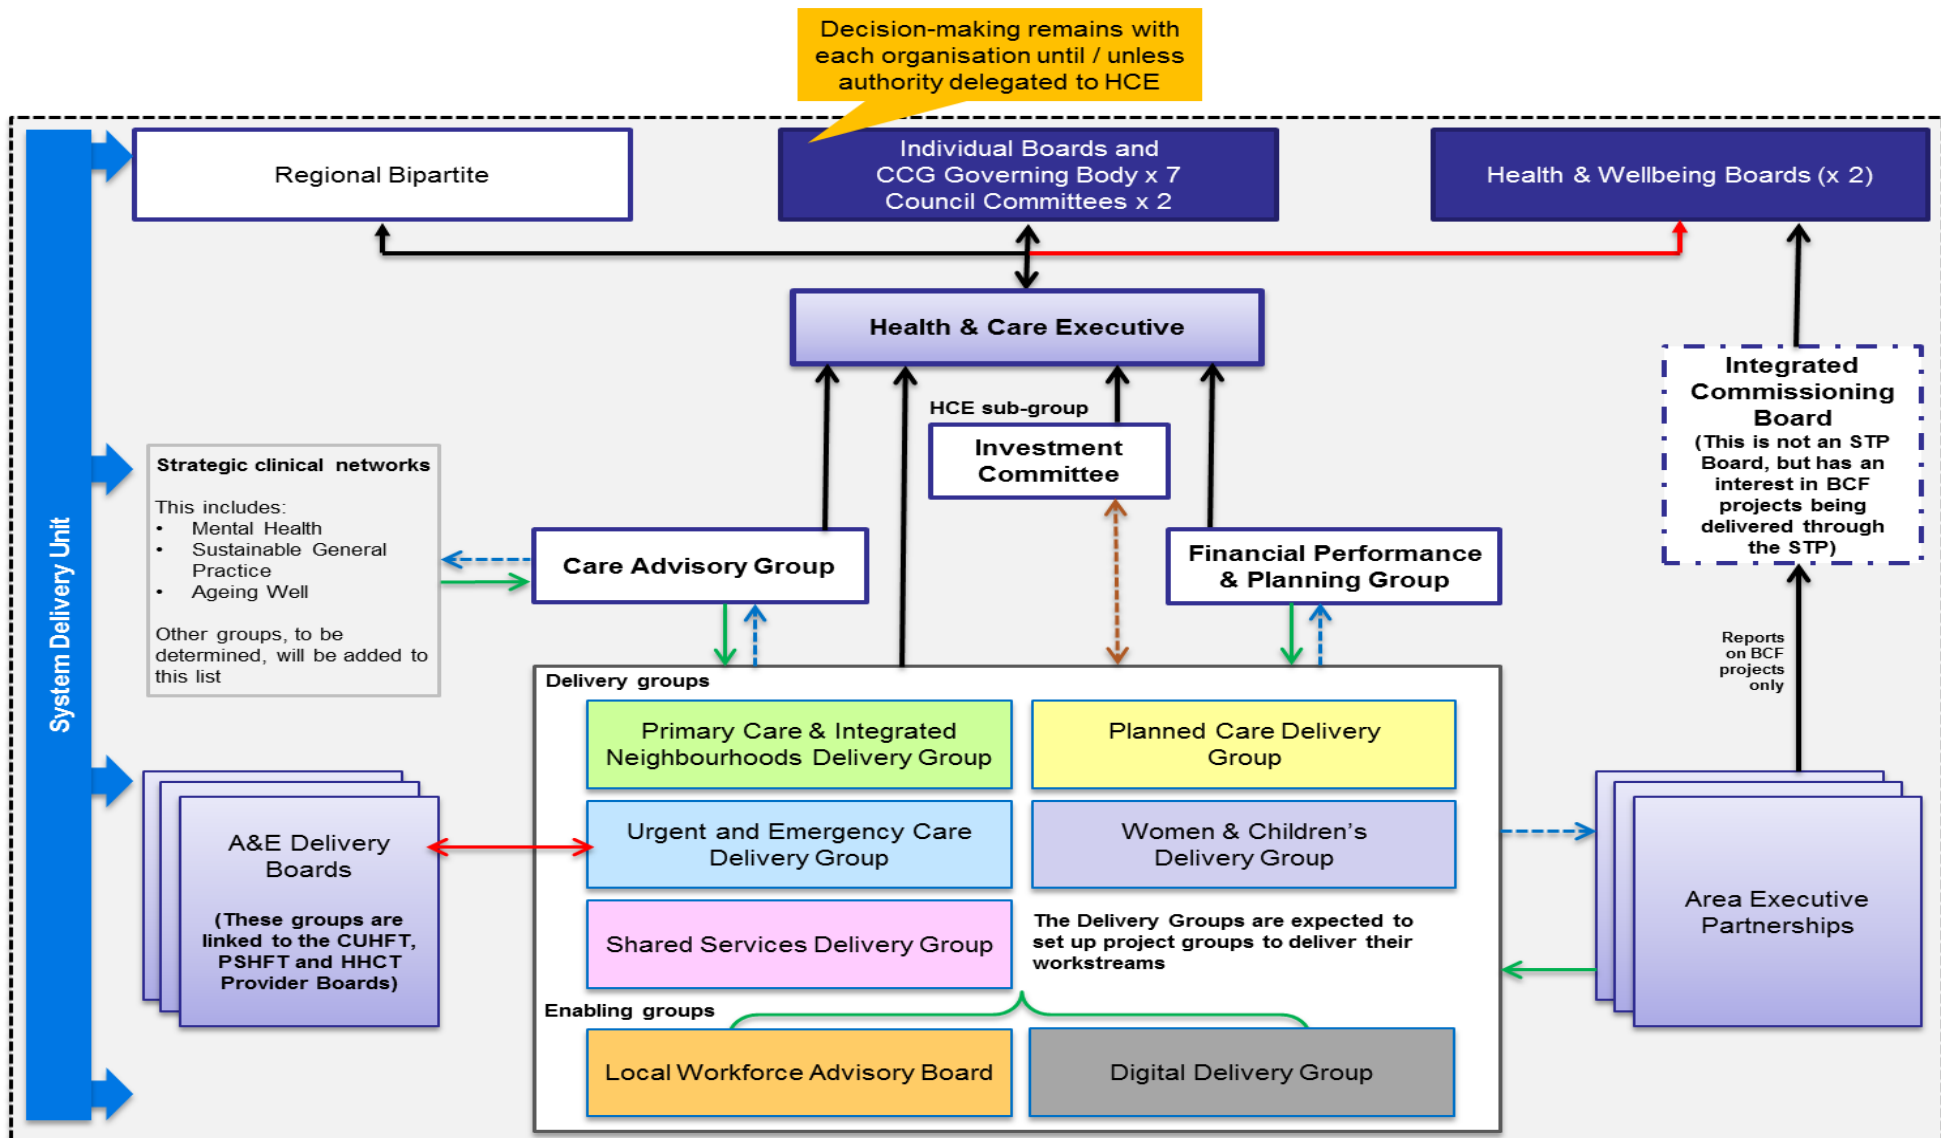 Decision-making remains with
each organisation until / unless
authority delegated to HCE
System Delivery Unit
Regional Bipartite
Individual Boards and
CCG Governing Body x 7
Council Committees x 2
Health & Wellbeing Boards (x 2)
Health & Care Executive
HCE sub-group
Investment
Committee
Integrated
Commissioning
Board
(This is not an STP
Board, but has an
interest in BCF
projects being
delivered through
the STP)
Strategic clinical networks
This includes:
• Mental Health
• Sustainable General
Practice
• Ageing Well
Other groups, to be
determined, will be added to
this list
Care Advisory Group
Financial Performance
& Planning Group
Reports
on BCF
projects
only
Delivery groups
Primary Care & Integrated
Neighbourhoods Delivery Group
Planned Care Delivery
Group
Urgent and Emergency Care
Delivery Group
Women & Children's
Delivery Group
Shared Services Delivery Group
The Delivery Groups are expected to
set up project groups to deliver their
workstreams
Enabling groups
Local Workforce Advisory Board
Digital Delivery Group
A&E Delivery
Boards
(These groups are
linked to the CUHFT,
PSHFT and HHCT
Provider Boards)
Area Executive
Partnerships